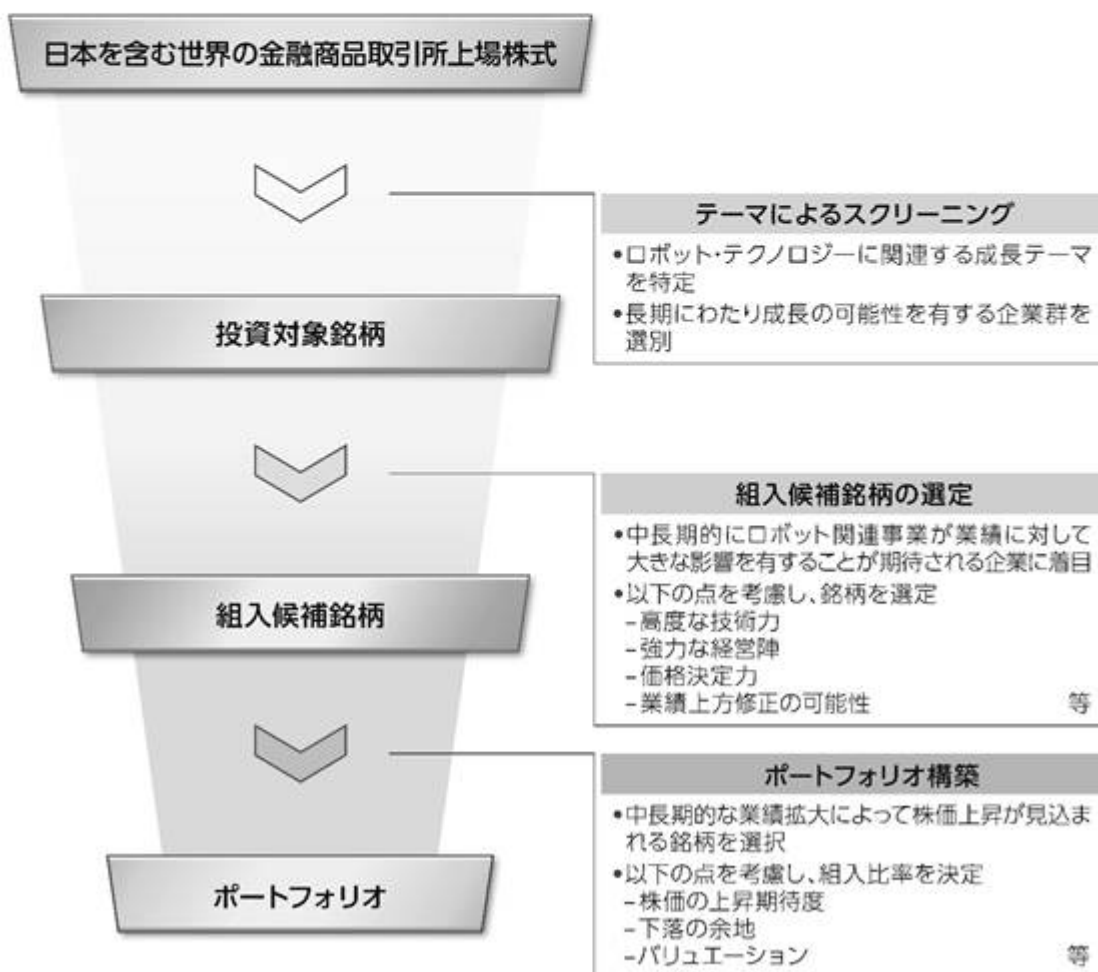 日本を含む世界の金融商品取引所上場株式
テーマによるスクリーニング
•ロボット・テクノロジーに関連する成長テーマ
を特定
•長期にわたり成長の可能性を有する企業群を
選別
投資対象銘柄
組入候補銘柄の選定
•中長期的にロボット関連事業が業績に対して
大きな影響を有することが期待される企業に着目
•以下の点を考慮し、銘柄を選定
-高度な技術力
-強力な経営陣
-価格決定力
-業績上方修正の可能性 等
組入候補銘柄
ポートフォリオ構築
•中長期的な業績拡大によって株価上昇が見込ま
れる銘柄を選択
•以下の点を考慮し、組入比率を決定
-株価の上昇期待度
-下落の余地
-バリュエーション 等
ポートフォリオ